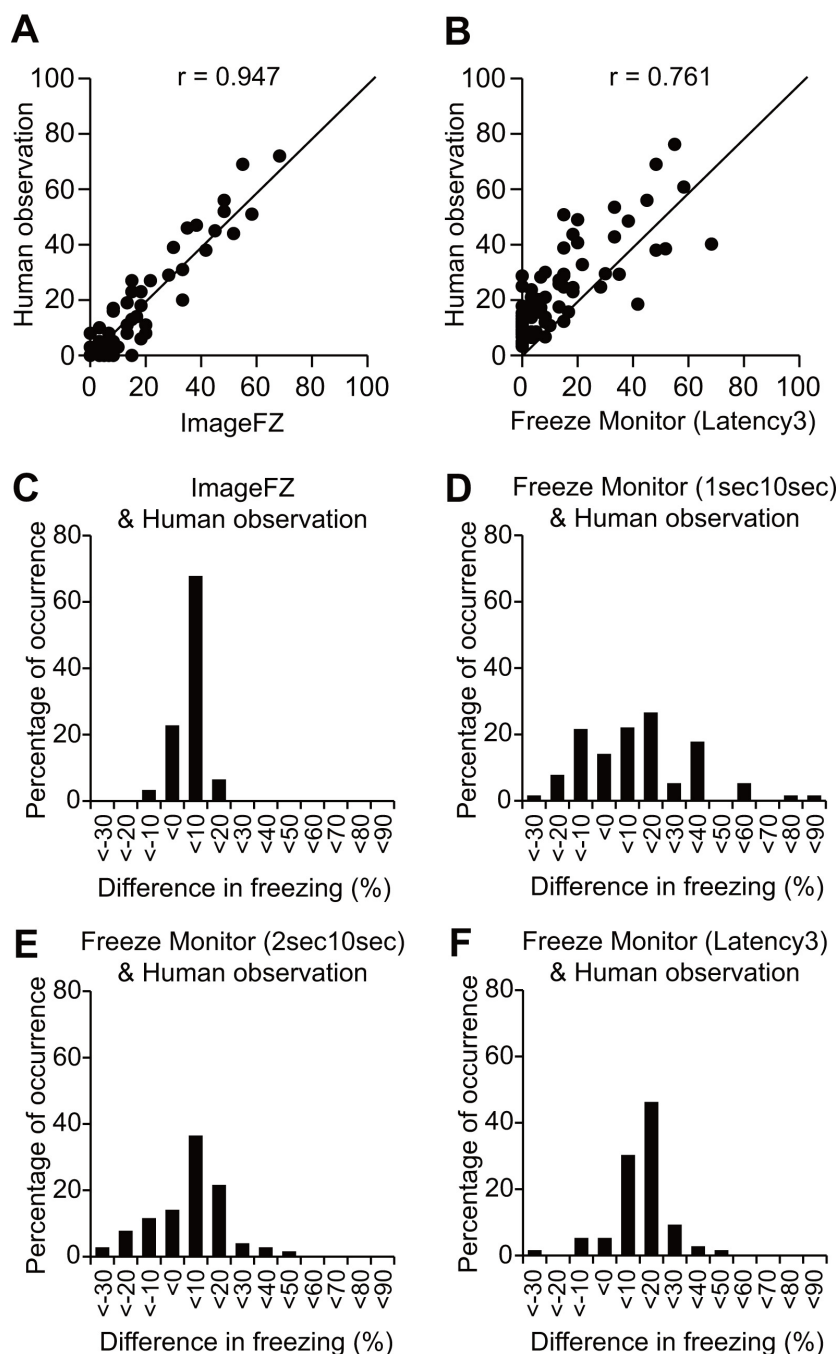 A
r = 0.947
Human observation
100
80
60
40
20
0
0 20 40 60 80 100
ImageFZ
B
r = 0.761
Human observation
100
80
60
40
20
0
0 20 40 60 80 100
Freeze Monitor (Latency3)
C
ImageFZ
& Human observation
Percentage of occurrence
80
60
40
20
0
<-30 <-20 <-10 <0 <10 <20 <30 <40 <50 <60 <70 <80 <90
Difference in freezing (%)
D
Freeze Monitor (1sec10sec)
& Human observation
Percentage of occurrence
80
60
40
20
0
<-30 <-20 <-10 <0 <10 <20 <30 <40 <50 <60 <70 <80 <90
Difference in freezing (%)
E
Freeze Monitor (2sec10sec)
& Human observation
Percentage of occurrence
80
60
40
20
0
<-30 <-20 <-10 <0 <10 <20 <30 <40 <50 <60 <70 <80 <90
Difference in freezing (%)
F
Freeze Monitor (Latency3)
& Human observation
Percentage of occurrence
80
60
40
20
0
<-30 <-20 <-10 <0 <10 <20 <30 <40 <50 <60 <70 <80 <90
Difference in freezing (%)